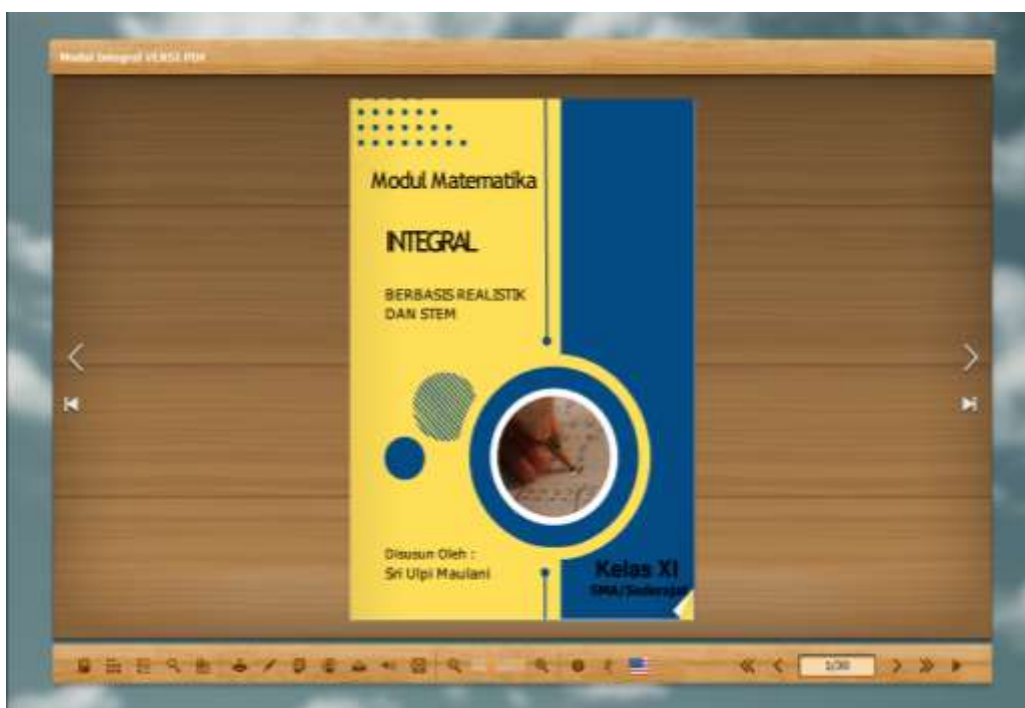 Modul Integral VERSI PDF
Modul Matematika
INTEGRAL
BERBASIS REALISTIK
DAN STEM
Disusun Oleh :
Sri Ulpi Maulani
Kelas XI
SMA/Sederajat
1/30